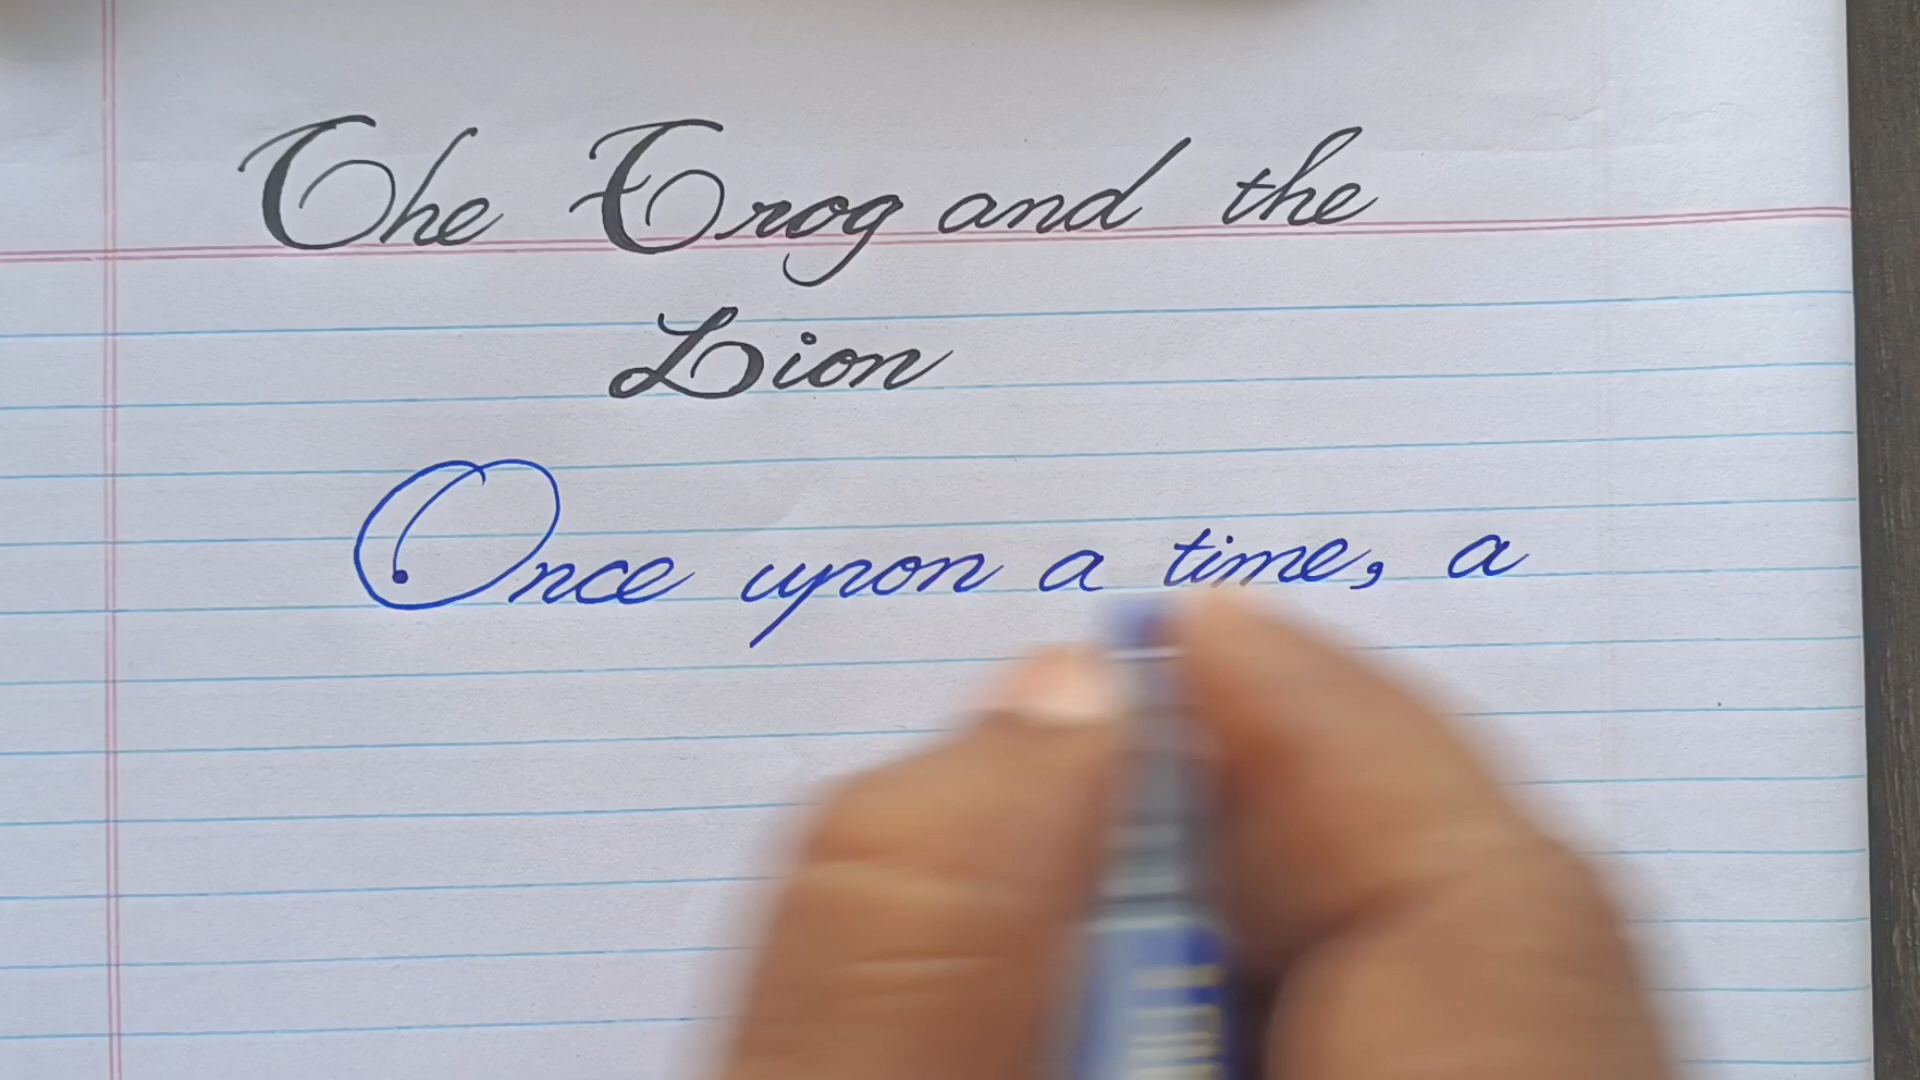 The Frog and the
Lion
Once upon a time, a